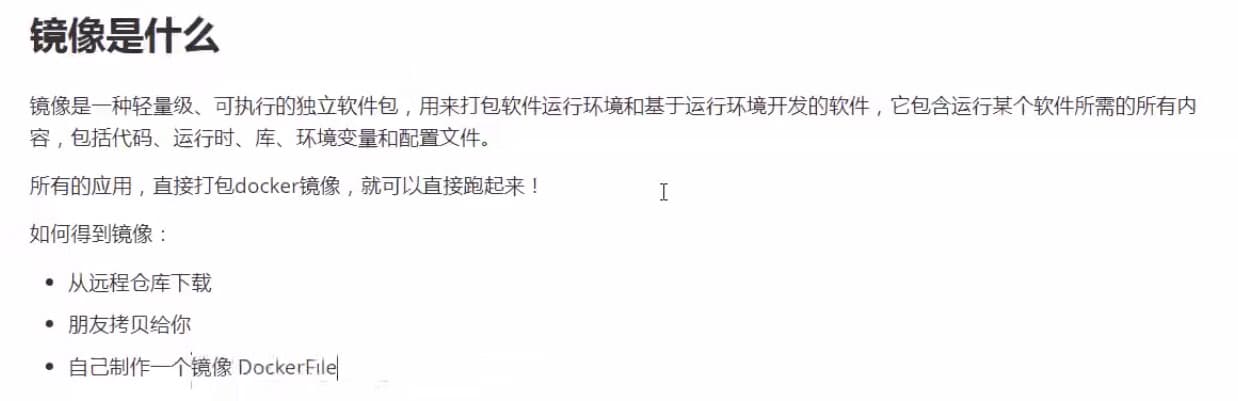 镜像是什么
镜像是一种轻量级、可执行的独立软件包，用来打包软件运行环境和基于运行环境开发的软件，它包含运行某个软件所需的所有内
容，包括代码、运行时、库、环境变量和配置文件。
所有的应用，直接打包docker镜像，就可以直接跑起来！
如何得到镜像：
从远程仓库下载
朋友拷贝给你
自己制作一个镜像 DockerFile